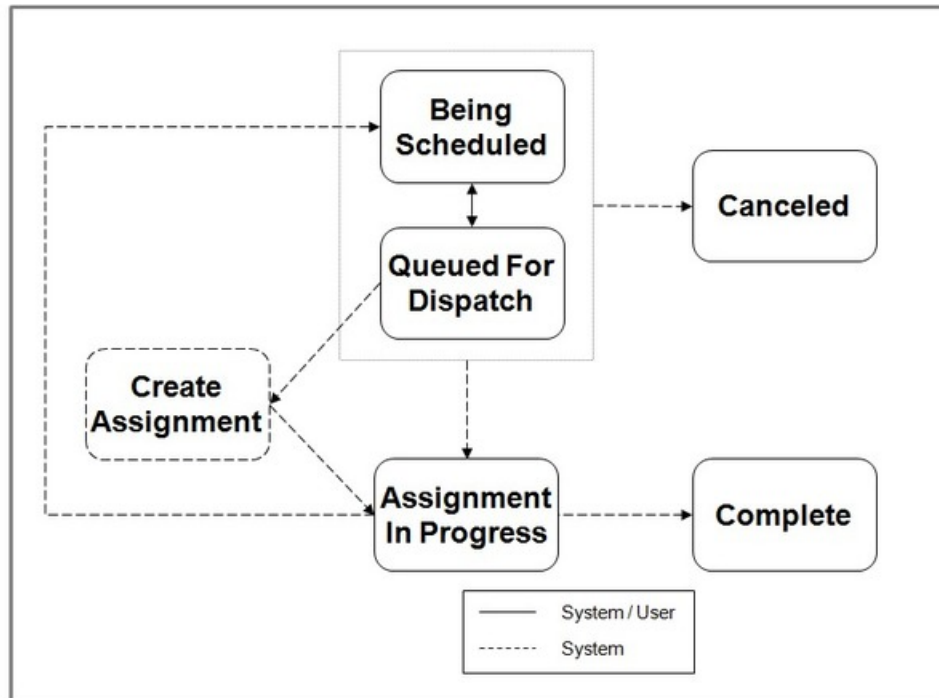 Being
Scheduled
Canceled
Queued For
Dispatch
Create
Assignment
Assignment
In Progress
Complete
System / User
System